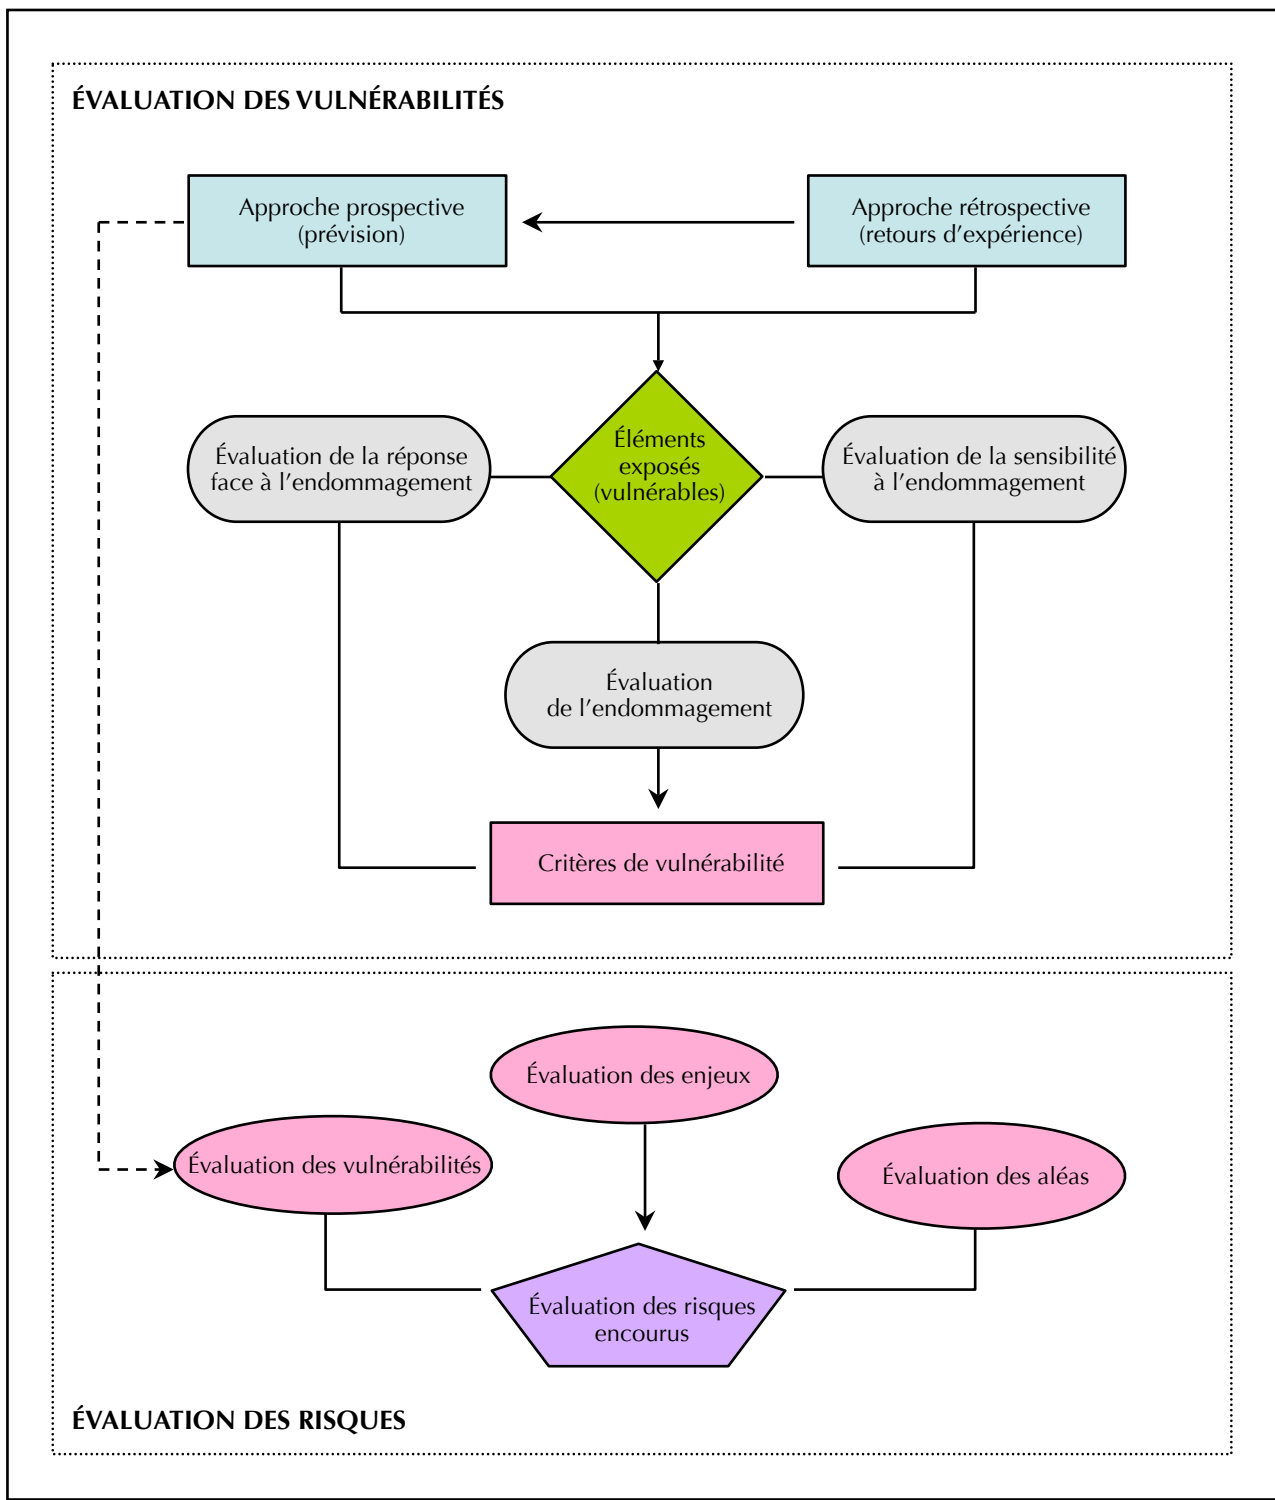 ÉVALUATION DES VULNÉRABILITÉS
Approche prospective
(prévision)
Approche rétrospective
(retours d’expérience)
Éléments
exposés
(vulnérables)
Évaluation de la réponse
face à l’endommagement
Évaluation de la sensibilité
à l’endommagement
Évaluation
de l’endommagement
Critères de vulnérabilité
Évaluation des enjeux
Évaluation des vulnérabilités
Évaluation des aléas
Évaluation des risques
encourus
ÉVALUATION DES RISQUES